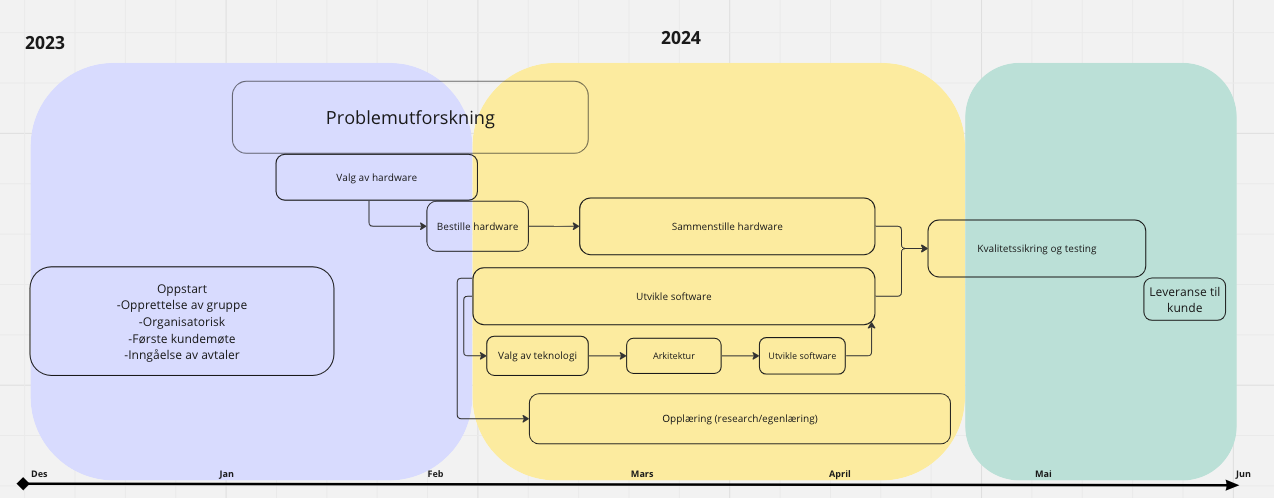 2023
2024
Problemutforskning
Valg av hardware
Bestille hardware
Sammenstille hardware
Kvalitetssikring og testing
Oppstart
-Opprettelse av gruppe
-Organisatorisk
-Første kundemøte
-Inngåelse av avtaler
Utvikle software
Leveranse til
kunde
Valg av teknologi
Arkitektur
Utvikle software
Opplæring (research/egenlæring)
Des
Jan
Feb
Mars
April
Mai
Jun